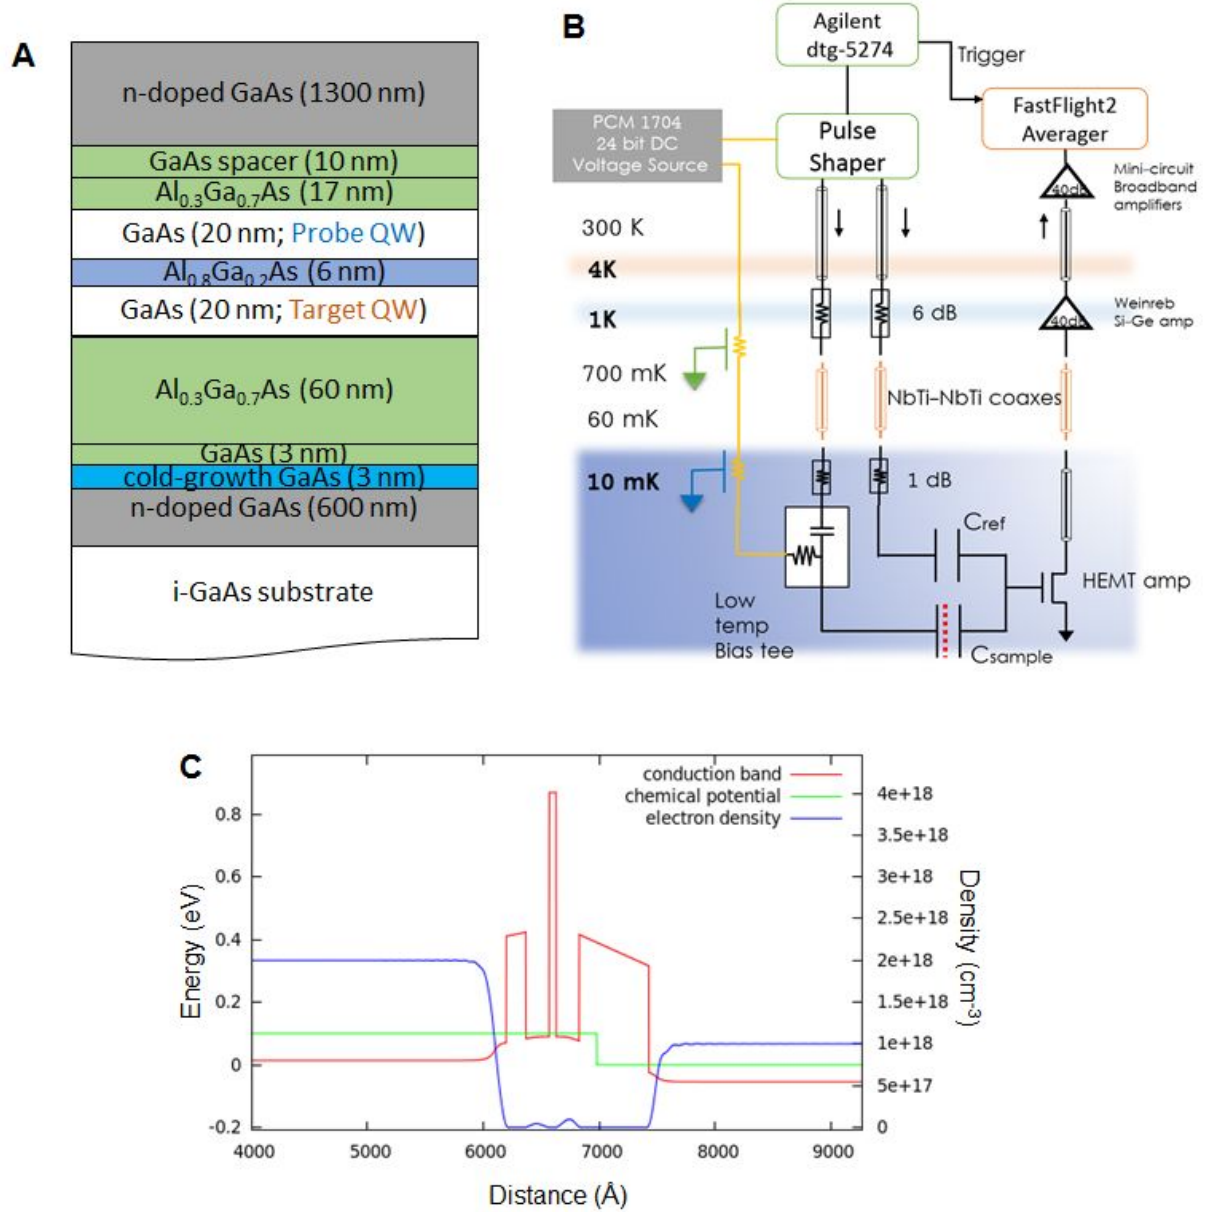 A
n-doped GaAs (1300 nm)
GaAs spacer (10 nm)
Al0.3Ga0.7As (17 nm)
GaAs (20 nm; Probe QW)
Al0.8Ga0.2As (6 nm)
GaAs (20 nm; Target QW)
Al0.3Ga0.7As (60 nm)
GaAs (3 nm)
cold-growth GaAs (3 nm)
n-doped GaAs (600 nm)
i-GaAs substrate
B
Agilent
dtg-5274
Trigger
PCM 1704
24 bit DC
Voltage Source
Pulse
Shaper
FastFlight2
Averager
40dB
Mini-circuit
Broadband
amplifiers
300 K
4K
1K
6 dB
40dB
Weinreb
Si-Ge amp
700 mK
60 mK
NbTi-NbTi coaxes
10 mK
1 dB
Cref
HEMT amp
Low
temp
Bias tee
Csample
C
conduction band
chemical potential
electron density
Energy (eV)
0.8
0.6
0.4
0.2
0
-0.2
4e+18
3.5e+18
3e+18
2.5e+18
2e+18
1.5e+18
1e+18
5e+17
0
Density (cm-3)
4000
5000
6000
7000
8000
9000
Distance (Å)